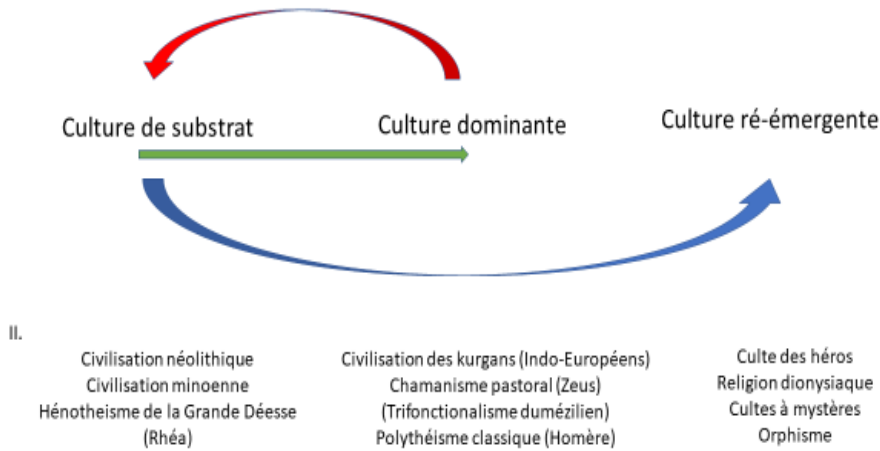 Culture de substrat
Culture dominante
Culture ré-émergente
II.
Civilisation néolithique
Civilisation minoenne
Hénotheisme de la Grande Déesse
(Rhéa)
Civilisation des kurgans (Indo-Européens)
Chamanisme pastoral (Zeus)
(Trifonctionalisme dumézilien)
Polythéisme classique (Homère)
Culte des héros
Religion dionysiaque
Cultes à mystères
Orphisme